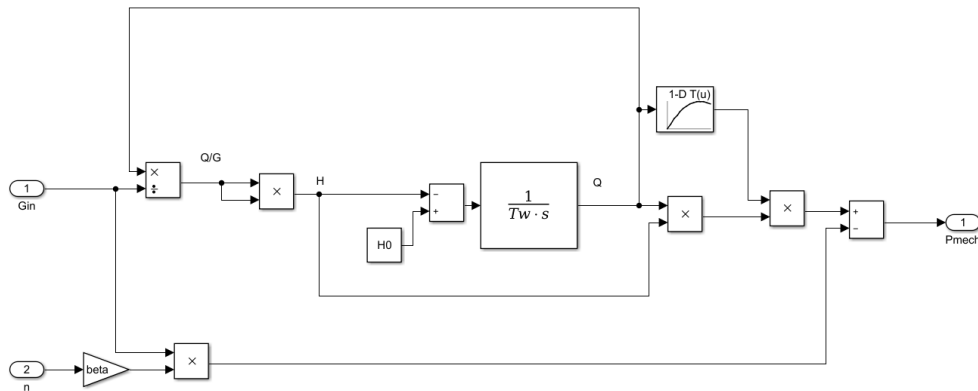 1-D T(u)
×
÷
Q/G
1
Gin
×
H
−
+
1
Tw · s
Q
×
×
+
−
1
Pmech
H0
2
n
beta
×